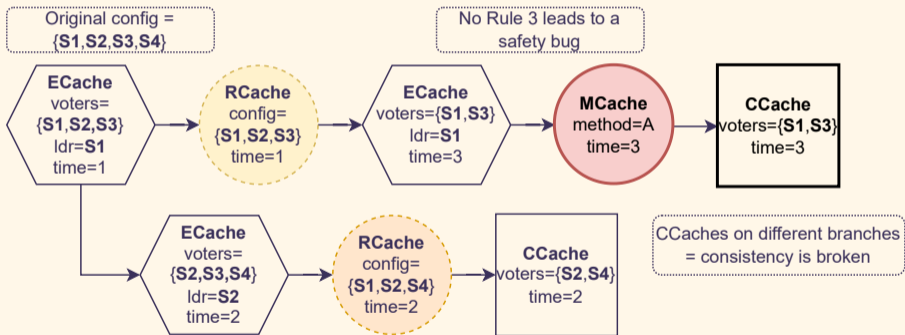 Original config =
{S1,S2,S3,S4}
No Rule 3 leads to a
safety bug
ECache
voters=
{S1,S2,S3}
ldr=S1
time=1
RCache
config=
{S1,S2,S3}
time=1
ECache
voters={S1,S3}
ldr=S1
time=3
MCache
method=A
time=3
CCache
voters={S1,S3}
time=3
ECache
voters=
{S2,S3,S4}
ldr=S2
time=2
RCache
config=
{S1,S2,S4}
time=2
CCache
voters={S2,S4}
time=2
CCaches on different branches
= consistency is broken